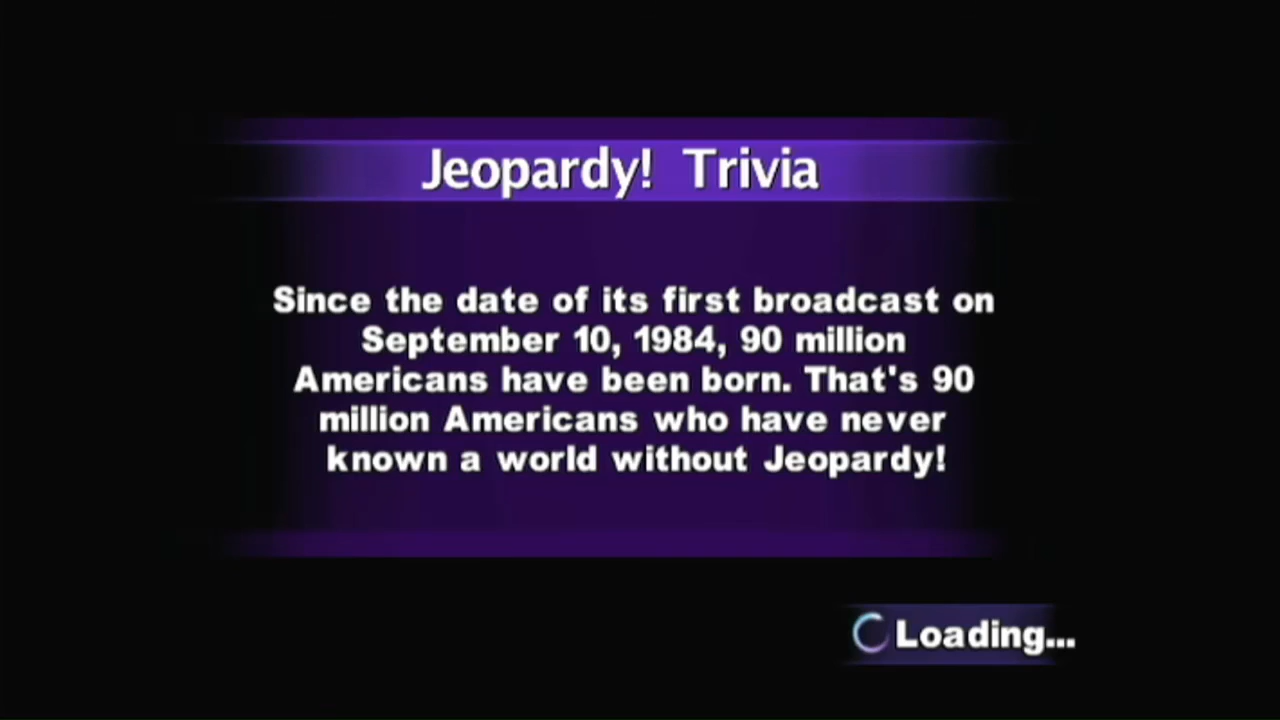 Jeopardy! Trivia
Since the date of its first broadcast on
September 10, 1984, 90 million
Americans have been born. That's 90
million Americans who have never
known a world without Jeopardy!
Loading...